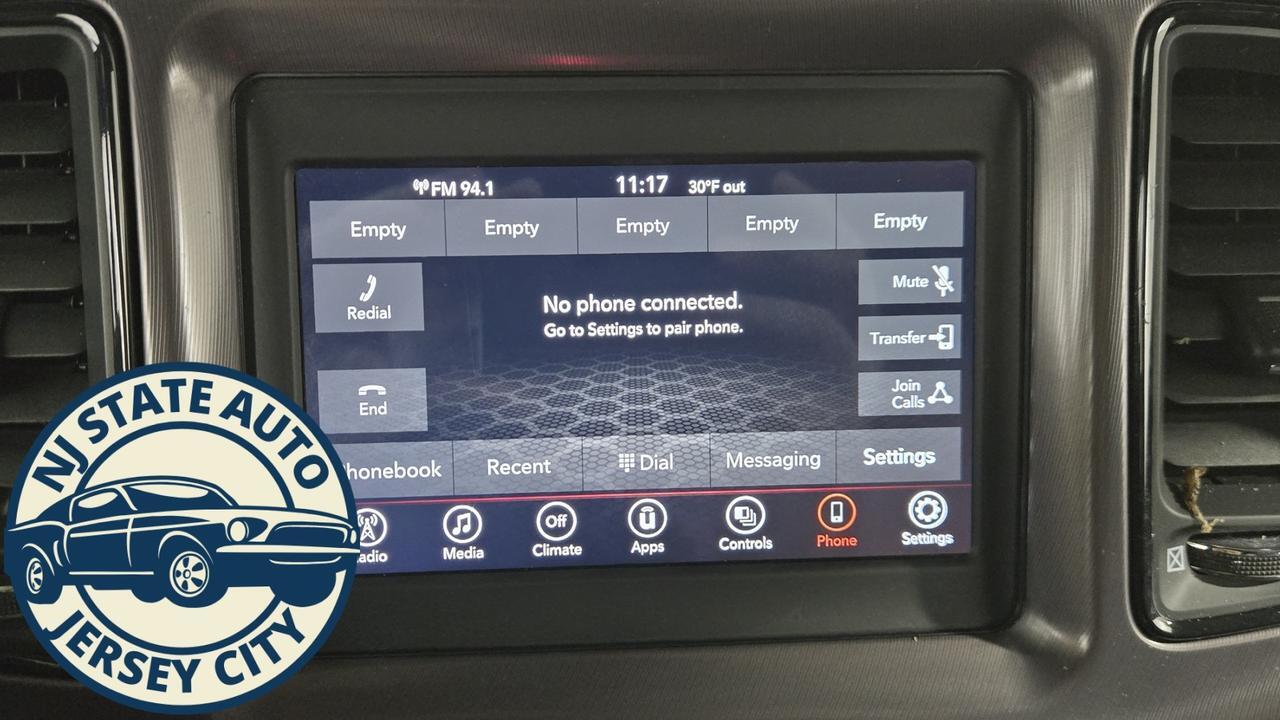 FM 94.1 11:17 30°F out
Empty Empty Empty Empty Empty
Redial
No phone connected.
Go to Settings to pair phone.
Mute
Transfer
Join
Calls
End
honebook Recent Dial Messaging Settings
adio Media Climate Apps Controls Phone Settings
Off
NJ STATE AUTO
JERSEY CITY